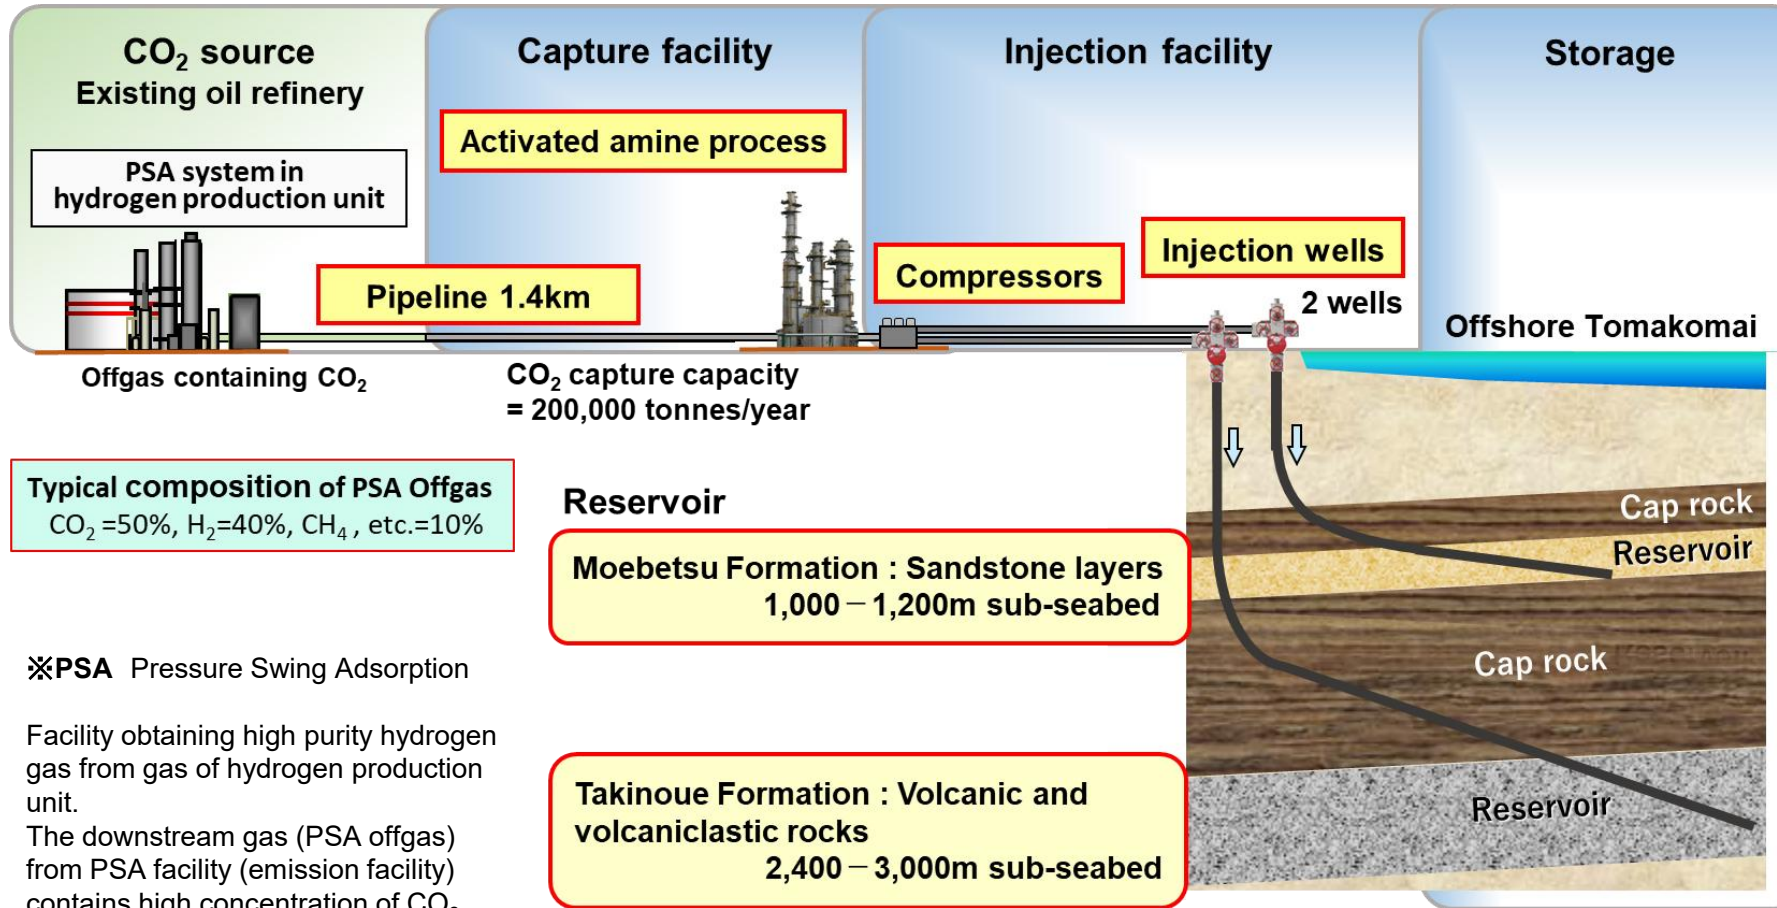 CO₂ source
Existing oil refinery
PSA system in
hydrogen production unit
Pipeline 1.4km
Offgas containing CO₂
Capture facility
Activated amine process
CO₂ capture capacity
= 200,000 tonnes/year
Injection facility
Compressors
Injection wells
2 wells
Storage
Offshore Tomakomai
Typical composition of PSA Offgas
CO₂ =50%, H₂=40%, CH₄ , etc.=10%
※PSA Pressure Swing Adsorption
Facility obtaining high purity hydrogen
gas from gas of hydrogen production
unit.
The downstream gas (PSA offgas)
from PSA facility (emission facility)
contains high concentration of CO₂
Reservoir
Moebetsu Formation : Sandstone layers
1,000－1,200m sub-seabed
Takinoue Formation : Volcanic and
volcaniclastic rocks
2,400－3,000m sub-seabed
Cap rock
Reservoir
Cap rock
Reservoir